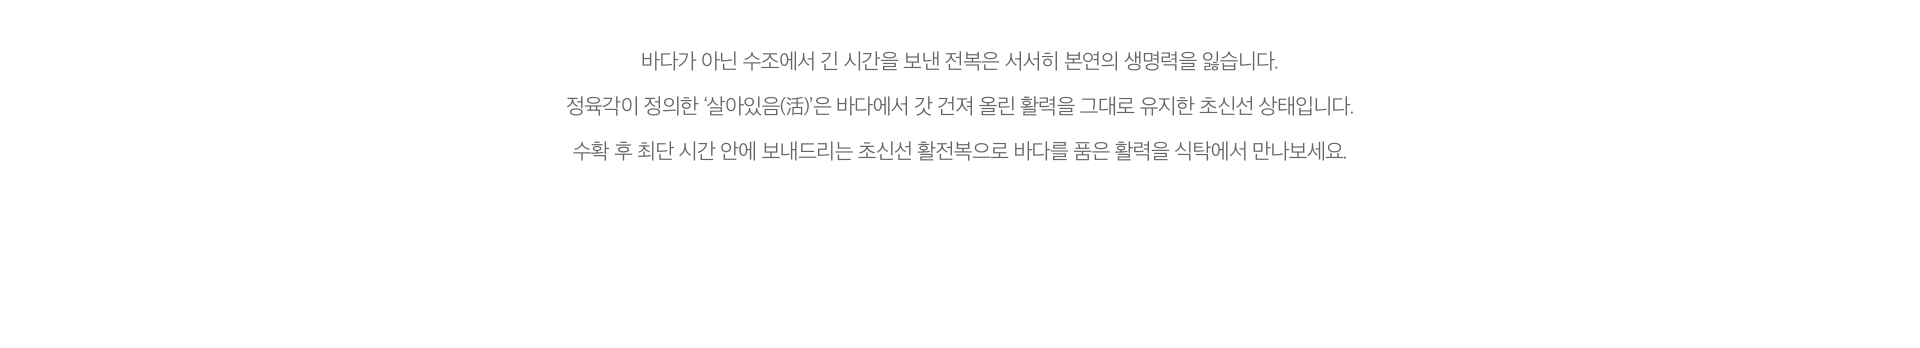 바다가 아닌 수조에서 긴 시간을 보낸 전복은 서서히 본연의 생명력을 잃습니다.
정육각이 정의한 ‘살아있음(活)’은 바다에서 갓 건져 올린 활력을 그대로 유지한 초신선 상태입니다.
수확 후 최단 시간 안에 보내드리는 초신선 활전복으로 바다를 품은 활력을 식탁에서 만나보세요.